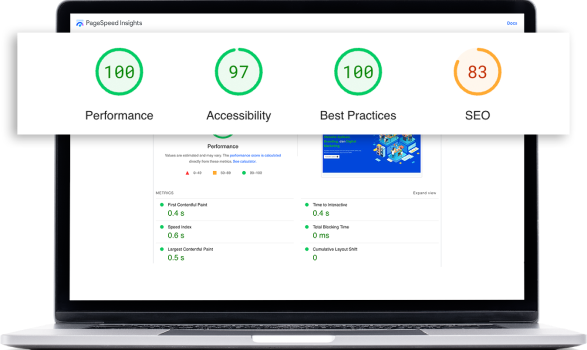 PageSpeed Insights
Docs
100
97
100
83
Performance
Accessibility
Best Practices
SEO
Performance
Values are estimated and may vary. The performance score is calculated
directly from these metrics. See calculator.
0-49
50-89
90-100
METRICS
Expand view
First Contentful Paint
0.4 s
Time to Interactive
0.4 s
Speed Index
0.6 s
Total Blocking Time
0 ms
Largest Contentful Paint
0.5 s
Cumulative Layout Shift
0